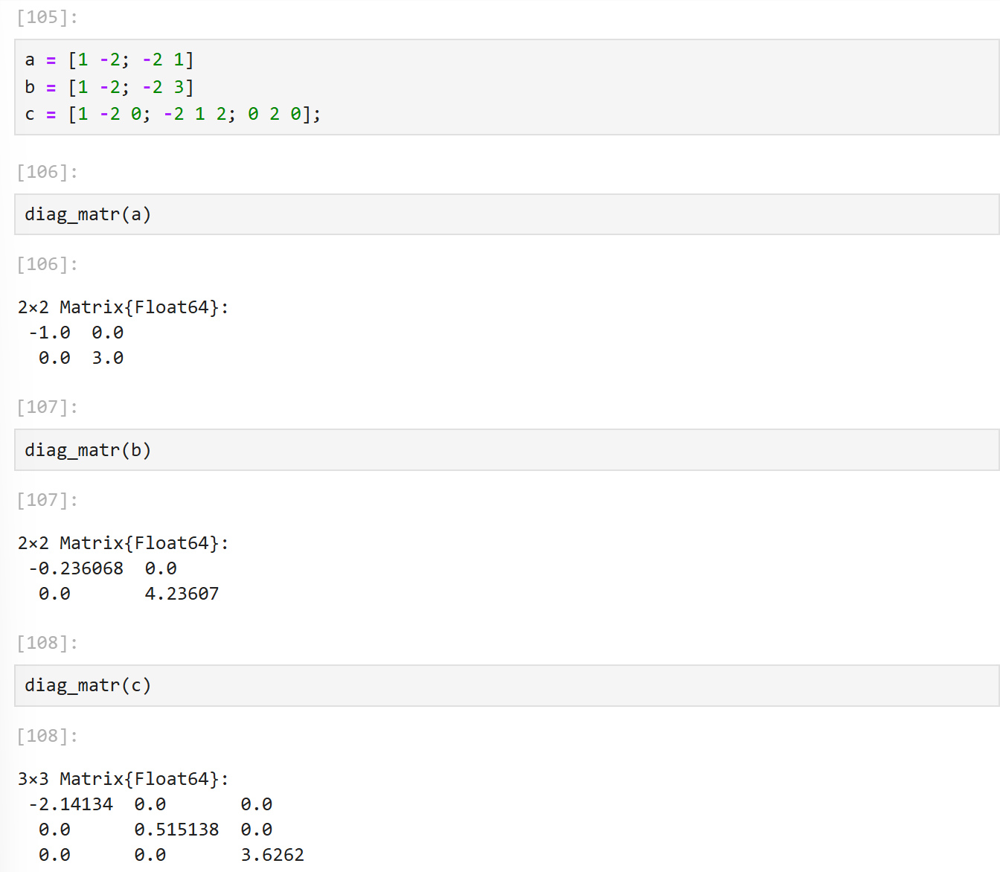 [105]:
a = [1 -2; -2 1]
b = [1 -2; -2 3]
c = [1 -2 0; -2 1 2; 0 2 0];
[106]:
diag_matr(a)
[106]:
2×2 Matrix{Float64}:
 -1.0  0.0
  0.0  3.0
[107]:
diag_matr(b)
[107]:
2×2 Matrix{Float64}:
 -0.236068  0.0
  0.0       4.23607
[108]:
diag_matr(c)
[108]:
3×3 Matrix{Float64}:
 -2.14134  0.0       0.0
  0.0      0.515138  0.0
  0.0      0.0       3.6262